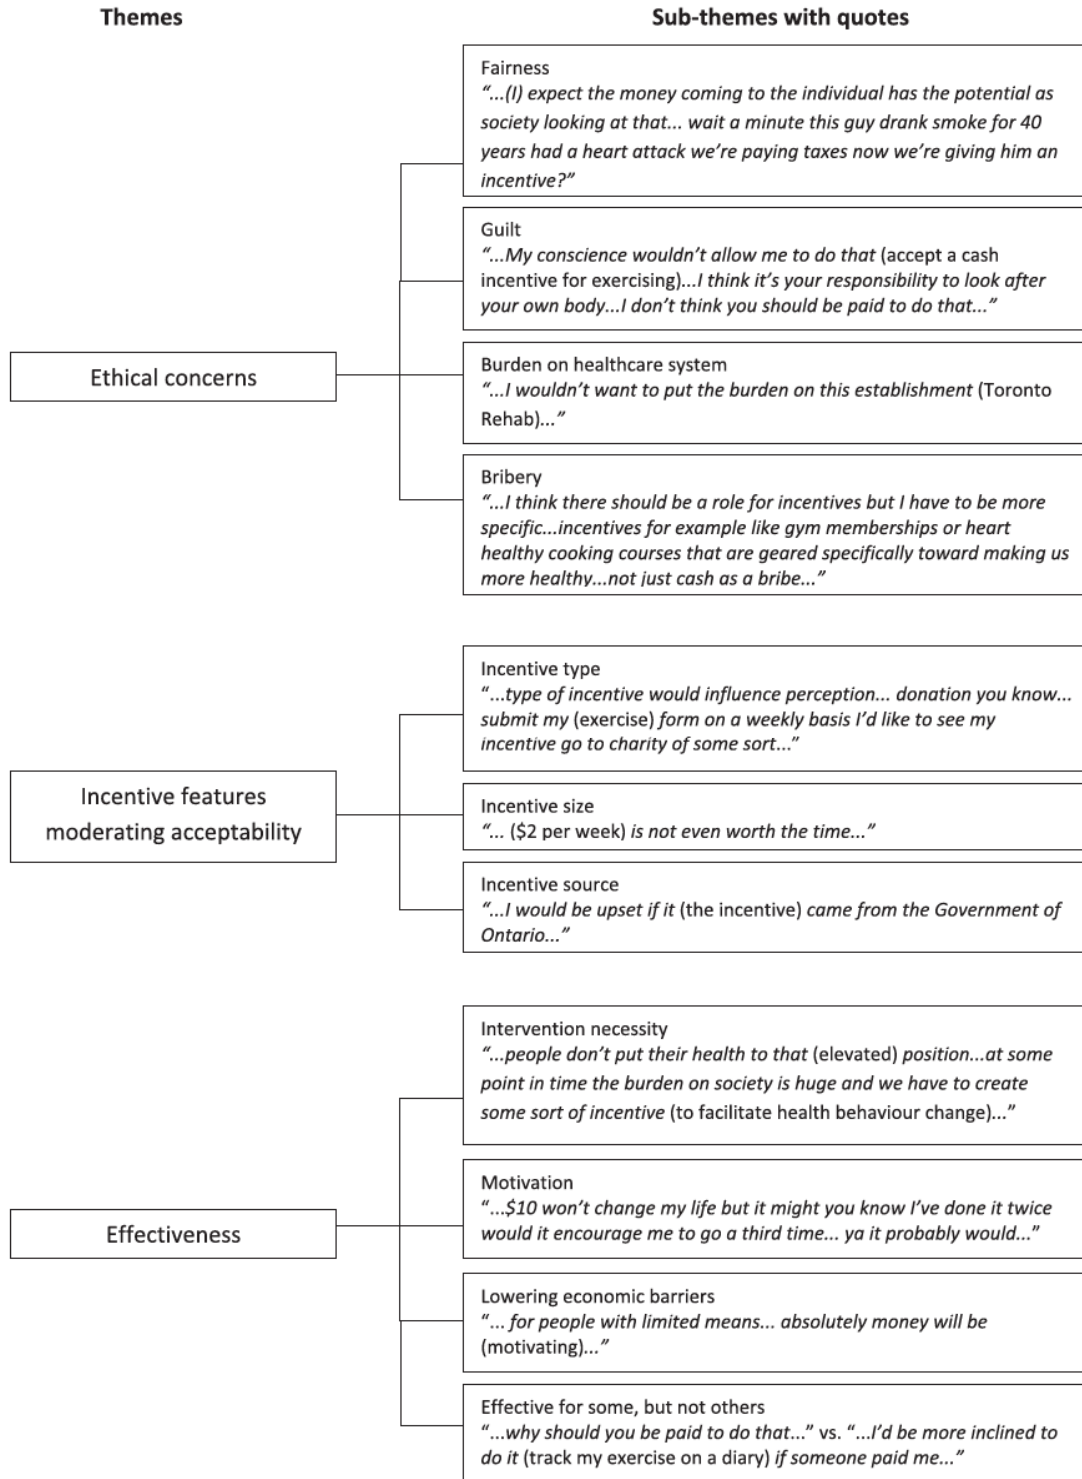 Themes
Sub-themes with quotes
Fairness
“...(I) expect the money coming to the individual has the potential as
society looking at that... wait a minute this guy drank smoke for 40
years had a heart attack we’re paying taxes now we’re giving him an
incentive?”
Guilt
“...My conscience wouldn’t allow me to do that (accept a cash
incentive for exercising)...I think it’s your responsibility to look after
your own body...I don’t think you should be paid to do that...”
Ethical concerns
Burden on healthcare system
“...I wouldn’t want to put the burden on this establishment (Toronto
Rehab)...”
Bribery
“...I think there should be a role for incentives but I have to be more
specific...incentives for example like gym memberships or heart
healthy cooking courses that are geared specifically toward making us
more healthy...not just cash as a bribe...”
Incentive type
“...type of incentive would influence perception... donation you know...
submit my (exercise) form on a weekly basis I’d like to see my
incentive go to charity of some sort...”
Incentive features
moderating acceptability
Incentive size
“... ($2 per week) is not even worth the time...”
Incentive source
“...I would be upset if it (the incentive) came from the Government of
Ontario...”
Intervention necessity
“...people don’t put their health to that (elevated) position...at some
point in time the burden on society is huge and we have to create
some sort of incentive (to facilitate health behaviour change)...”
Motivation
“...$10 won’t change my life but it might you know I’ve done it twice
would it encourage me to go a third time... ya it probably would...”
Effectiveness
Lowering economic barriers
“... for people with limited means... absolutely money will be
(motivating)...”
Effective for some, but not others
“...why should you be paid to do that...” vs. “...I’d be more inclined to
do it (track my exercise on a diary) if someone paid me...”